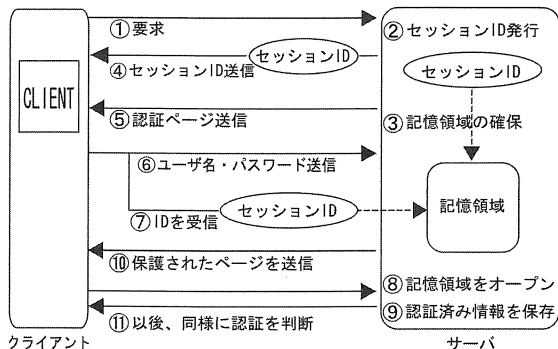 ①要求
②セッションID発行
セッションID
④セッションID送信
セッションID
CLIENT
⑤認証ページ送信
③記憶領域の確保
⑥ユーザ名・パスワード送信
記憶領域
⑦IDを受信
セッションID
⑩保護されたページを送信
⑧記憶領域をオープン
⑨認証済み情報を保存
⑪以後、同様に認証を判断
クライアント
サーバ